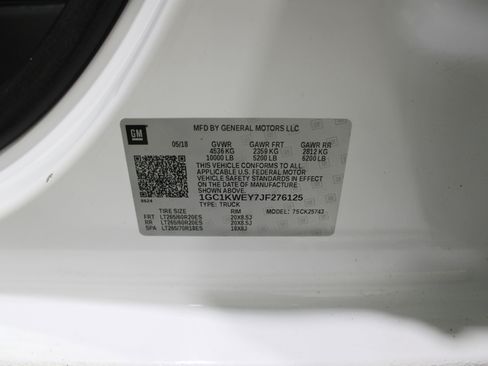 GM
MFD BY GENERAL MOTORS LLC
05/18 GVWR GAWR FRT GAWR RR
4536 KG 2359 KG 2812 KG
10000 LB 5200 LB 6200 LB
THIS VEHICLE CONFORMS TO ALL
APPLICABLE U.S. FEDERAL MOTOR
VEHICLE SAFETY STANDARDS IN
EFFECT ON THE DATE OF
MANUFACTURE SHOWN ABOVE
8624 1GC1KWEY7JF276125
TYPE: TRUCK
TIRE SIZE RIM MODEL: 7SCK25743
FRT LT265/60R20ES 20X8.5J
RR LT265/60R20ES 20X8.5J
SPA LT265/70R18ES 18X8J